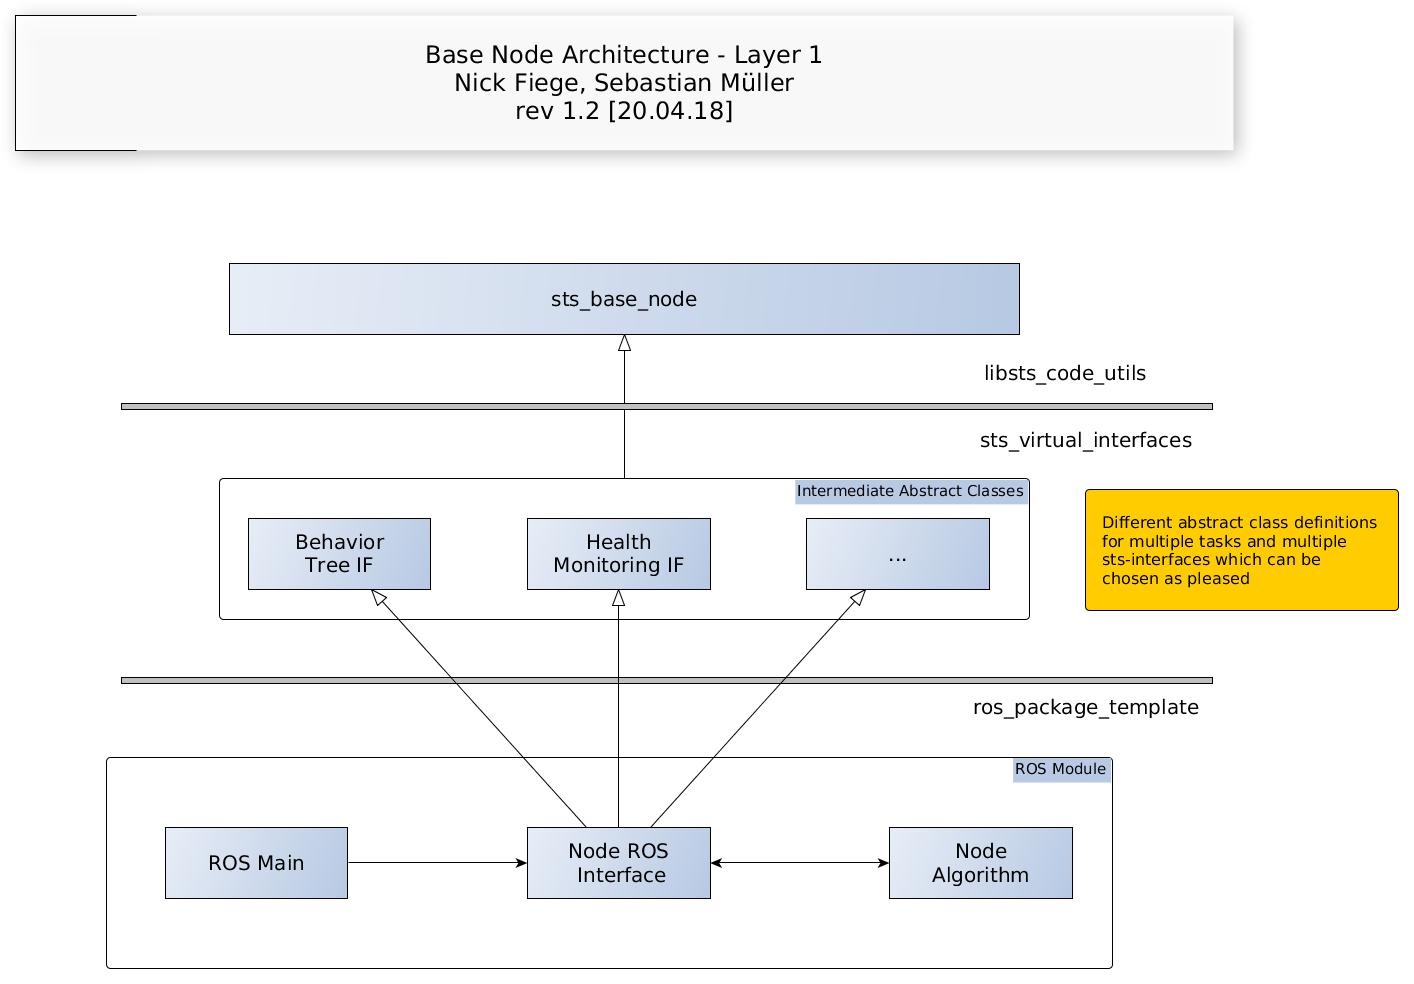 Base Node Architecture - Layer 1
Nick Fiege, Sebastian Müller
rev 1.2 [20.04.18]
sts_base_node
libsts_code_utils
sts_virtual_interfaces
Intermediate Abstract Classes
Behavior
Tree IF
Health
Monitoring IF
...
Different abstract class definitions
for multiple tasks and multiple
sts-interfaces which can be
chosen as pleased
ros_package_template
ROS Module
ROS Main
Node ROS
Interface
Node
Algorithm